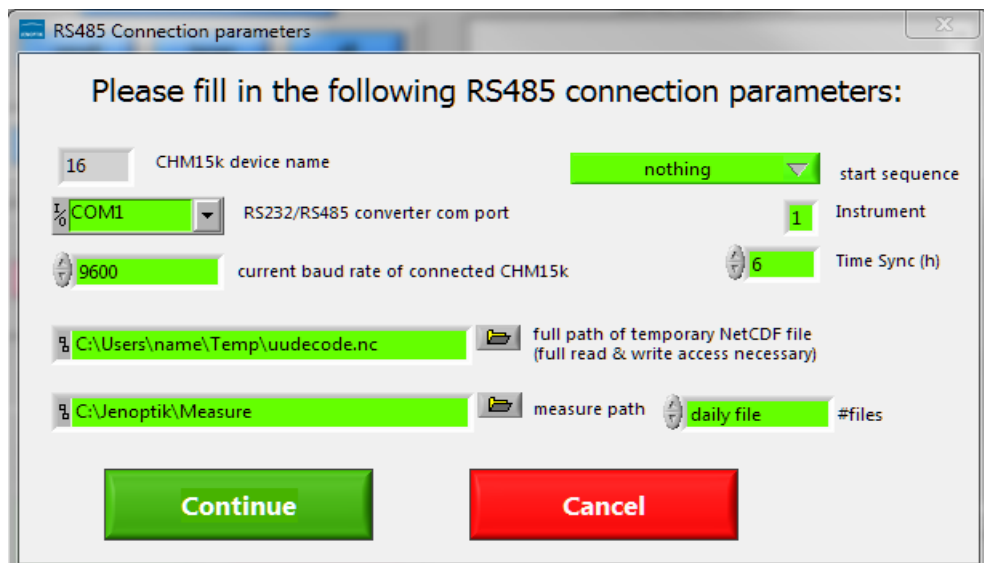 RS485 Connection parameters
Please fill in the following RS485 connection parameters:
16 CHM15k device name
nothing start sequence
COM1 RS232/RS485 converter com port
1 Instrument
9600 current baud rate of connected CHM15k
6 Time Sync (h)
C:\Users\name\Temp\uudecode.nc
full path of temporary NetCDF file
(full read & write access necessary)
C:\Jenoptik\Measure
measure path
daily file #files
Continue
Cancel